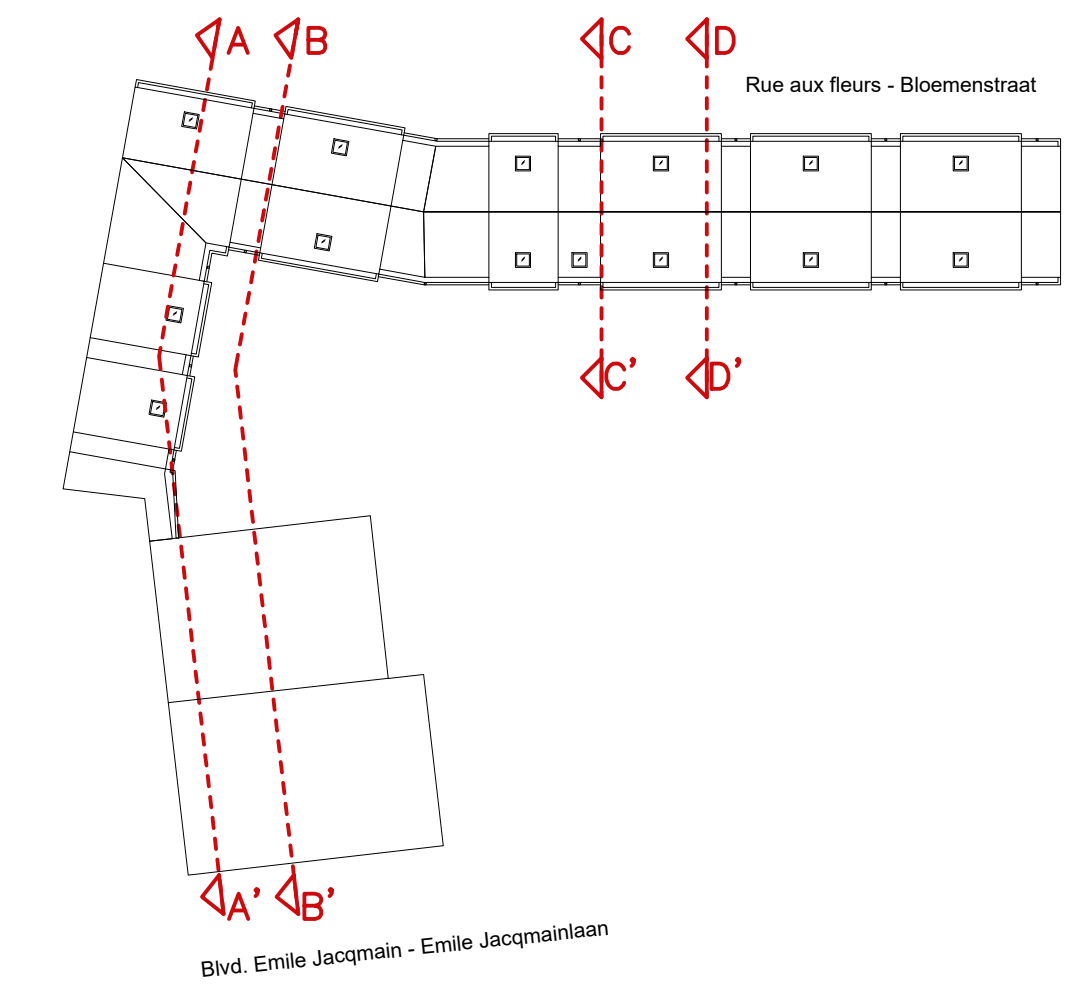 A B C D
Rue aux fleurs - Bloemenstraat
C' D'
A' B'
Blvd. Emile Jacqmain - Emile Jacqmainlaan